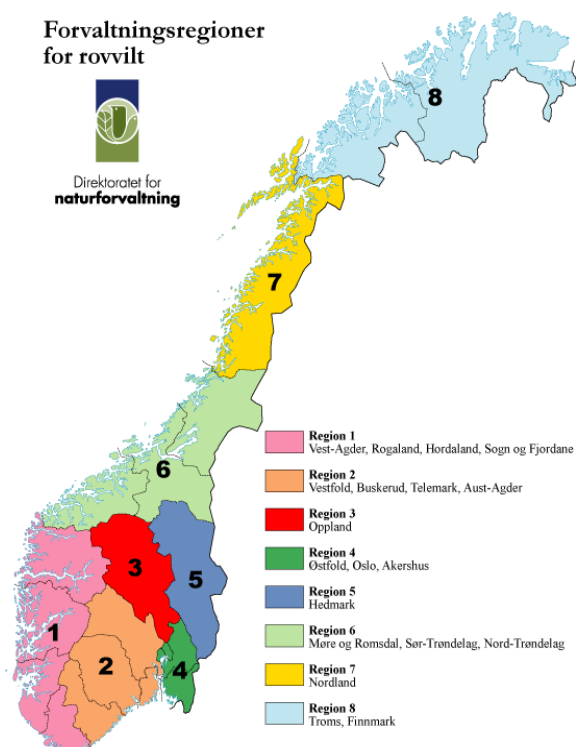 Forvaltningsregioner
for rovvilt
Direktoratet for
naturforvaltning
8
7
6
3
5
1
2
4
Region 1
Vest-Agder, Rogaland, Hordaland, Sogn og Fjordane
Region 2
Vestfold, Buskerud, Telemark, Aust-Agder
Region 3
Oppland
Region 4
Østfold, Oslo, Akershus
Region 5
Hedmark
Region 6
Møre og Romsdal, Sør-Trøndelag, Nord-Trøndelag
Region 7
Nordland
Region 8
Troms, Finnmark